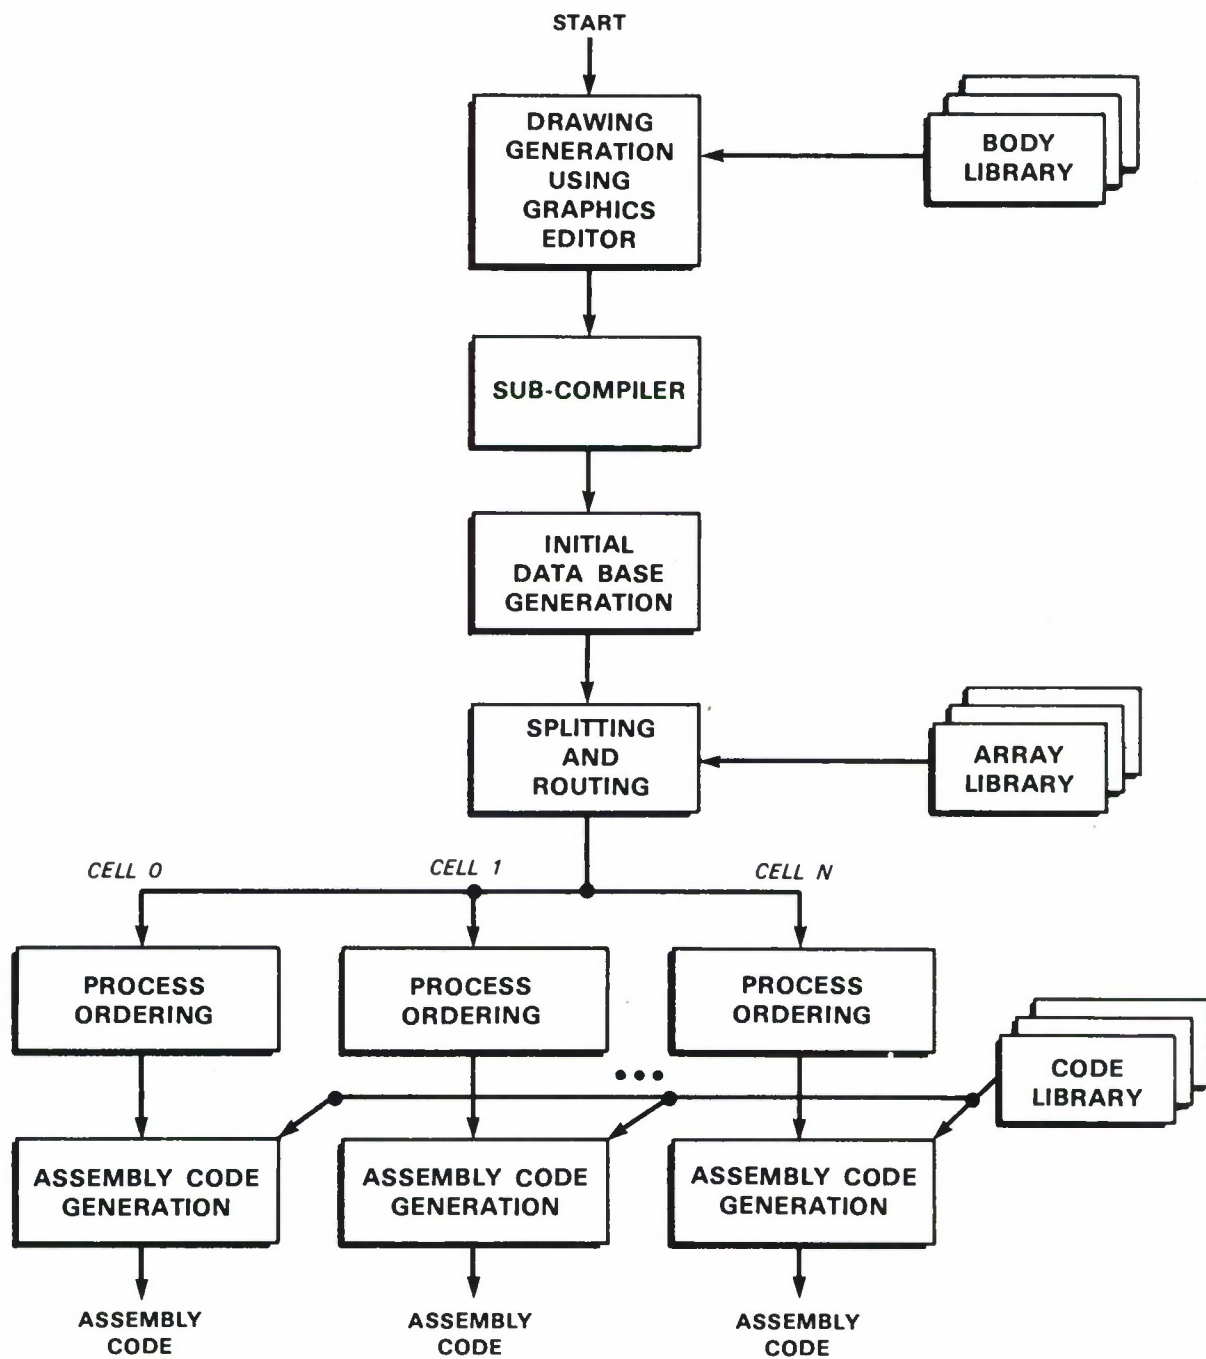 START
DRAWING
GENERATION
USING
GRAPHICS
EDITOR
BODY
LIBRARY
SUB-COMPILER
INITIAL
DATA BASE
GENERATION
SPLITTING
AND
ROUTING
ARRAY
LIBRARY
CELL 0
CELL 1
CELL N
PROCESS
ORDERING
PROCESS
ORDERING
PROCESS
ORDERING
•••
CODE
LIBRARY
ASSEMBLY CODE
GENERATION
ASSEMBLY CODE
GENERATION
ASSEMBLY CODE
GENERATION
ASSEMBLY
CODE
ASSEMBLY
CODE
ASSEMBLY
CODE